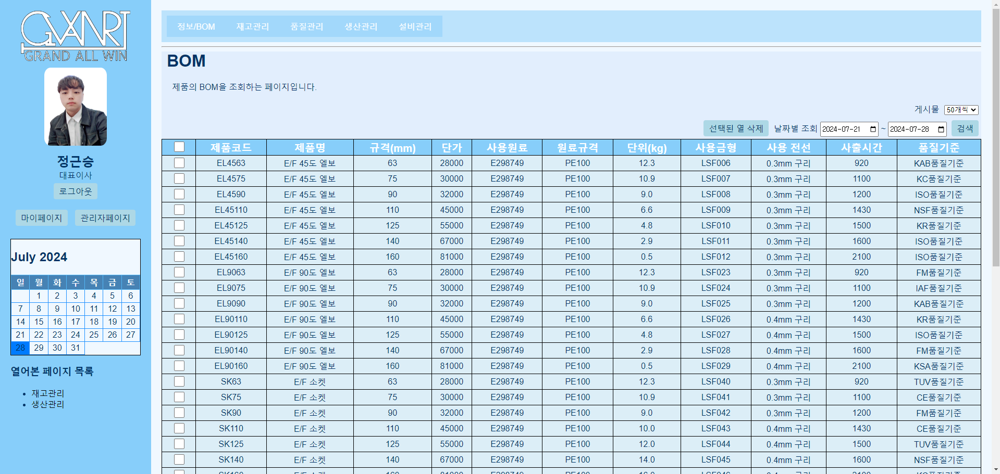 GIVANRT
GRAND ALL WIN
정근승
대표이사
로그아웃
마이페이지 관리자페이지
July 2024
일 월 화 수 목 금 토
1 2 3 4 5 6
7 8 9 10 11 12 13
14 15 16 17 18 19 20
21 22 23 24 25 26 27
28 29 30 31
열어본 페이지 목록
재고관리
생산관리
정보/BOM 재고관리 품질관리 생산관리 설비관리
BOM
제품의 BOM을 조회하는 페이지입니다.
게시물 50개씩
선택된 열 삭제 날짜별 조회 2024-07-21 ~ 2024-07-28 검색
제품코드 제품명 규격(mm) 단가 사용원료 원료규격 단위(kg) 사용금형 사용 전선 사출시간 품질기준
EL4563 E/F 45도 엘보 63 28000 E298749 PE100 12.3 LSF006 0.3mm 구리 920 KAB품질기준
EL4575 E/F 45도 엘보 75 30000 E298749 PE100 10.9 LSF007 0.3mm 구리 1100 KC품질기준
EL4590 E/F 45도 엘보 90 32000 E298749 PE100 9.0 LSF008 0.3mm 구리 1200 ISO품질기준
EL45110 E/F 45도 엘보 110 45000 E298749 PE100 6.6 LSF009 0.3mm 구리 1430 NSF품질기준
EL45125 E/F 45도 엘보 125 55000 E298749 PE100 4.8 LSF010 0.3mm 구리 1500 KR품질기준
EL45140 E/F 45도 엘보 140 67000 E298749 PE100 2.9 LSF011 0.3mm 구리 1600 ISO품질기준
EL45160 E/F 45도 엘보 160 81000 E298749 PE100 0.5 LSF012 0.3mm 구리 2100 ISO품질기준
EL9063 E/F 90도 엘보 63 28000 E298749 PE100 12.3 LSF023 0.3mm 구리 920 FM품질기준
EL9075 E/F 90도 엘보 75 30000 E298749 PE100 10.9 LSF024 0.3mm 구리 1100 IAF품질기준
EL9090 E/F 90도 엘보 90 32000 E298749 PE100 9.0 LSF025 0.3mm 구리 1200 KAB품질기준
EL90110 E/F 90도 엘보 110 45000 E298749 PE100 6.6 LSF026 0.4mm 구리 1430 KR품질기준
EL90125 E/F 90도 엘보 125 55000 E298749 PE100 4.8 LSF027 0.4mm 구리 1500 ISO품질기준
EL90140 E/F 90도 엘보 140 67000 E298749 PE100 2.9 LSF028 0.4mm 구리 1600 FM품질기준
EL90160 E/F 90도 엘보 160 81000 E298749 PE100 0.5 LSF029 0.4mm 구리 2100 KSA품질기준
SK63 E/F 소켓 63 28000 E298749 PE100 12.3 LSF040 0.3mm 구리 920 TUV품질기준
SK75 E/F 소켓 75 30000 E298749 PE100 10.9 LSF041 0.3mm 구리 1100 CE품질기준
SK90 E/F 소켓 90 32000 E298749 PE100 9.0 LSF042 0.3mm 구리 1200 FM품질기준
SK110 E/F 소켓 110 45000 E298749 PE100 10.0 LSF043 0.4mm 구리 1430 CE품질기준
SK125 E/F 소켓 125 55000 E298749 PE100 12.0 LSF044 0.4mm 구리 1500 TUV품질기준
SK140 E/F 소켓 140 67000 E298749 PE100 14.0 LSF045 0.4mm 구리 1600 NSF품질기준